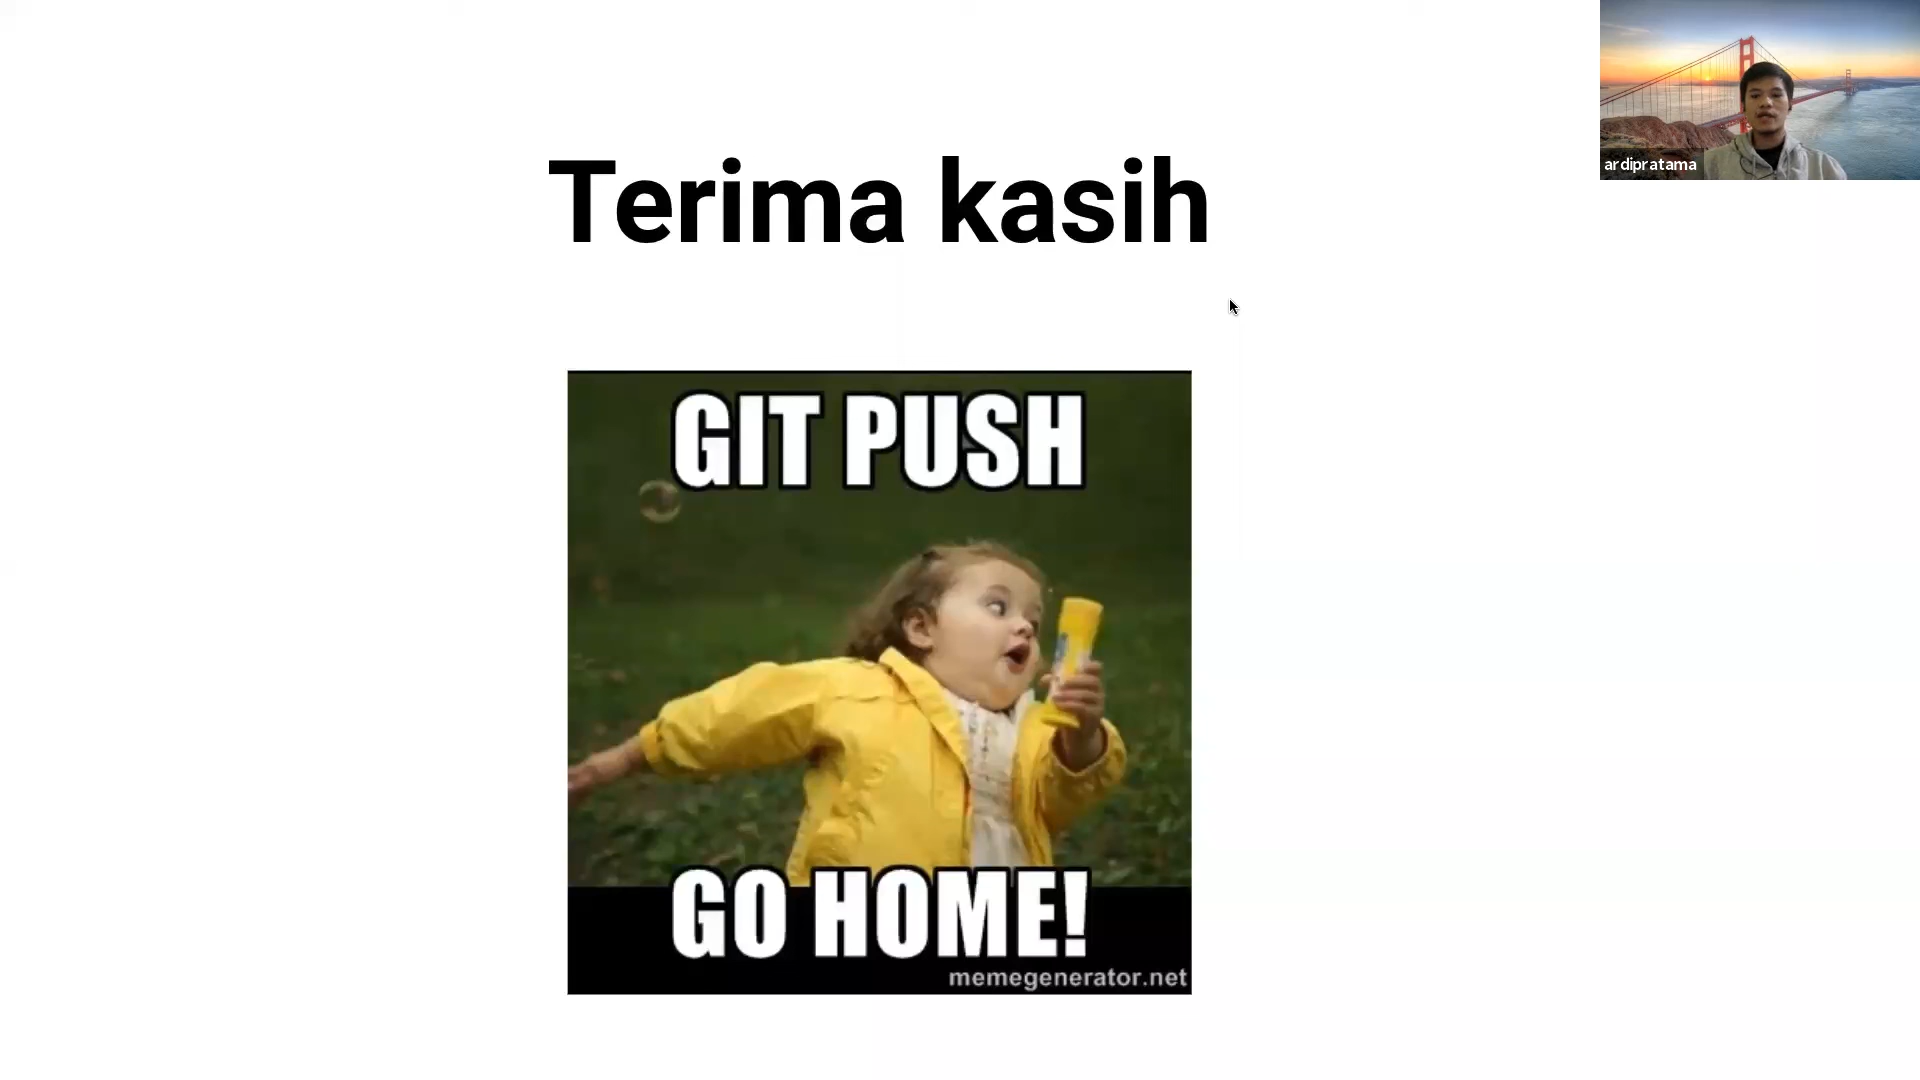 Terima kasih
ardipratama
GIT PUSH
GO HOME!
memegenerator.net